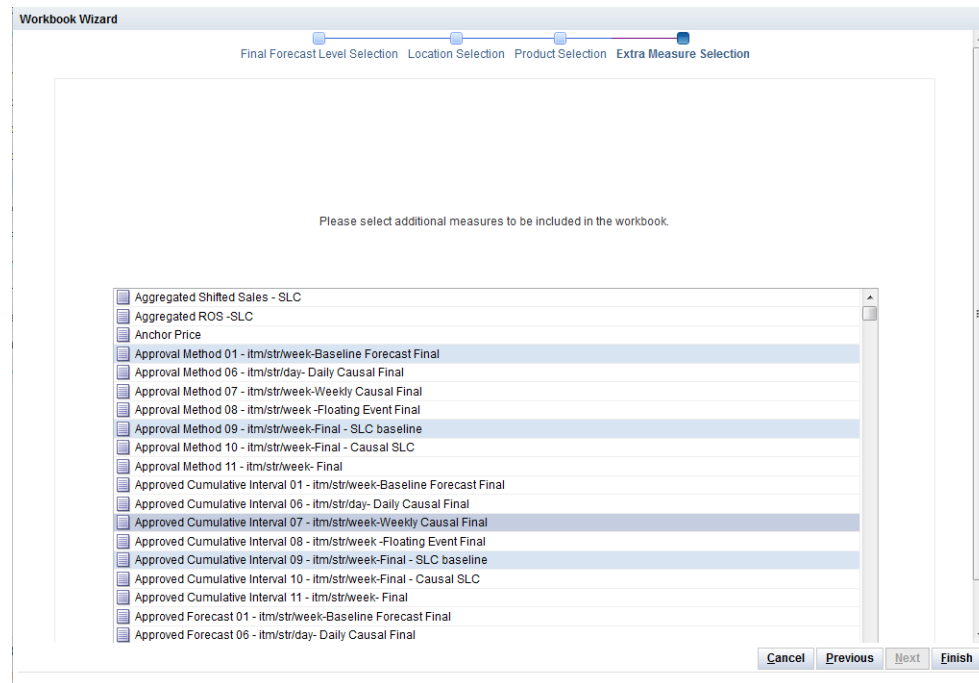 Workbook Wizard
Final Forecast Level Selection Location Selection Product Selection Extra Measure Selection
Please select additional measures to be included in the workbook.
Aggregated Shifted Sales - SLC
Aggregated ROS -SLC
Anchor Price
Approval Method 01 - itm/str/week-Baseline Forecast Final
Approval Method 06 - itm/str/day- Daily Causal Final
Approval Method 07 - itm/str/week-Weekly Causal Final
Approval Method 08 - itm/str/week -Floating Event Final
Approval Method 09 - itm/str/week-Final - SLC baseline
Approval Method 10 - itm/str/week-Final - Causal SLC
Approval Method 11 - itm/str/week- Final
Approved Cumulative Interval 01 - itm/str/week-Baseline Forecast Final
Approved Cumulative Interval 06 - itm/str/day- Daily Causal Final
Approved Cumulative Interval 07 - itm/str/week-Weekly Causal Final
Approved Cumulative Interval 08 - itm/str/week -Floating Event Final
Approved Cumulative Interval 09 - itm/str/week-Final - SLC baseline
Approved Cumulative Interval 10 - itm/str/week-Final - Causal SLC
Approved Cumulative Interval 11 - itm/str/week- Final
Approved Forecast 01 - itm/str/week-Baseline Forecast Final
Approved Forecast 06 - itm/str/day- Daily Causal Final
Cancel Previous Next Finish